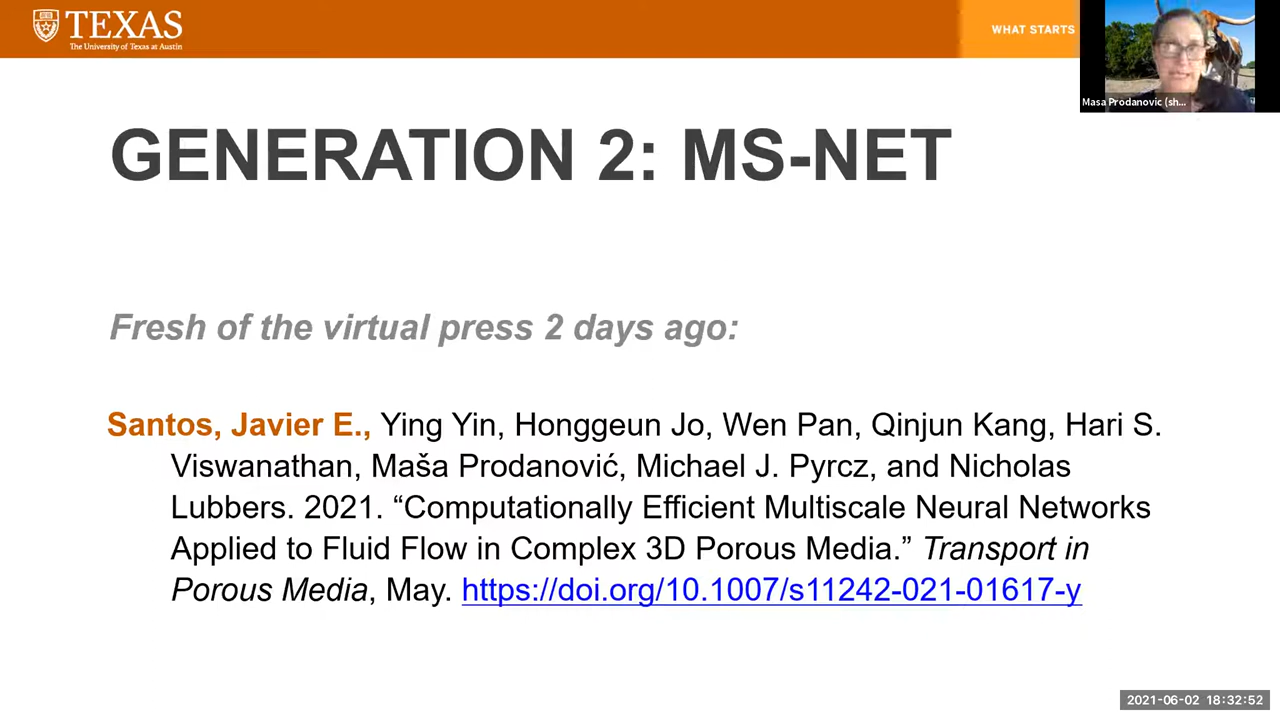 TEXAS
The University of Texas at Austin
WHAT STARTS
Masa Prodanovic (sh...
GENERATION 2: MS-NET
Fresh of the virtual press 2 days ago:
Santos, Javier E., Ying Yin, Honggeun Jo, Wen Pan, Qinjun Kang, Hari S.
Viswanathan, Maša Prodanović, Michael J. Pyrcz, and Nicholas
Lubbers. 2021. “Computationally Efficient Multiscale Neural Networks
Applied to Fluid Flow in Complex 3D Porous Media.” Transport in
Porous Media, May. https://doi.org/10.1007/s11242-021-01617-y
2021-06-02 18:32:52